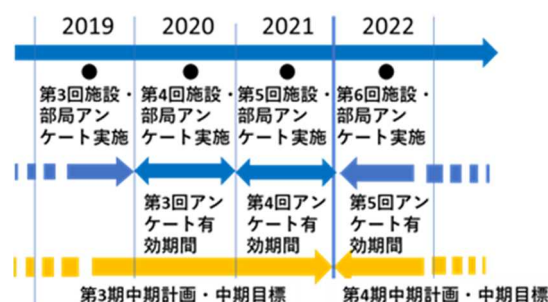 2019 2020 2021 2022
第3回施設・部局アンケート実施
第4回施設・部局アンケート実施
第5回施設・部局アンケート実施
第6回施設・部局アンケート実施
第3回アンケート有効期間
第4回アンケート有効期間
第5回アンケート有効期間
第3期中期計画・中期目標
第4期中期計画・中期目標